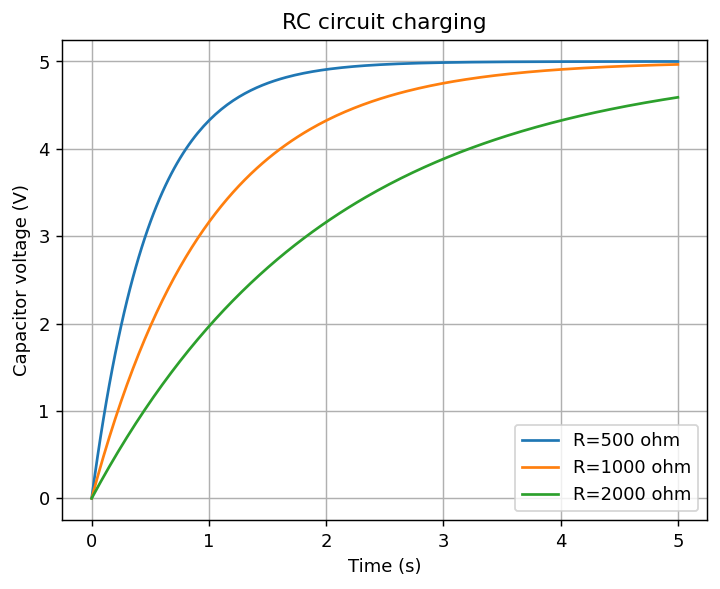 RC circuit charging
Capacitor voltage (V)
5
4
3
2
1
0
R=500 ohm
R=1000 ohm
R=2000 ohm
0 1 2 3 4 5
Time (s)